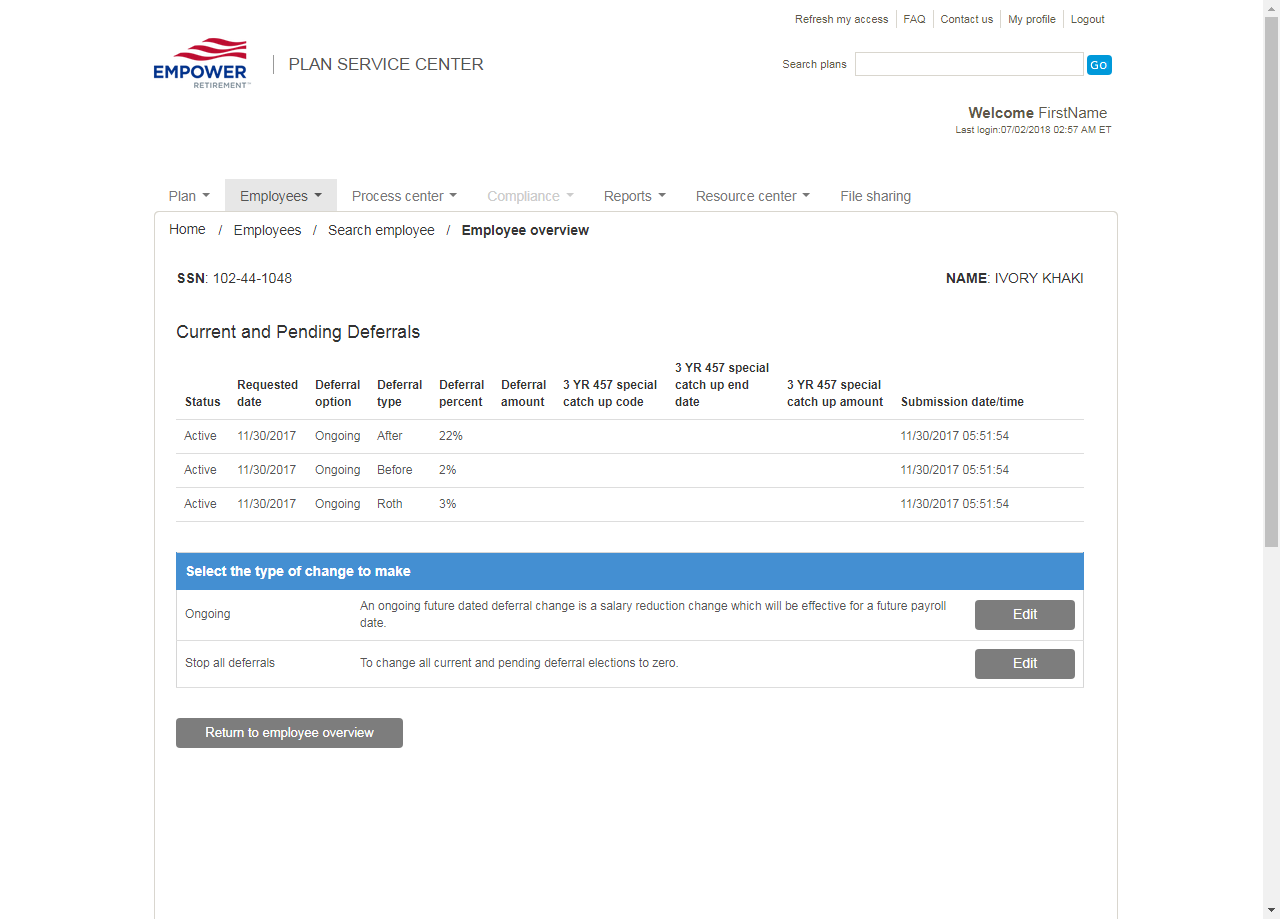 Refresh my access FAQ Contact us My profile Logout
EMPOWER
RETIREMENT™
PLAN SERVICE CENTER
Search plans Go
Welcome FirstName
Last login:07/02/2018 02:57 AM ET
Plan Employees Process center Compliance Reports Resource center File sharing
Home / Employees / Search employee / Employee overview
SSN: 102-44-1048 NAME: IVORY KHAKI
Current and Pending Deferrals
Status Requested date Deferral option Deferral type Deferral percent Deferral amount 3 YR 457 special catch up code 3 YR 457 special catch up end date 3 YR 457 special catch up amount Submission date/time
Active 11/30/2017 Ongoing After 22% 11/30/2017 05:51:54
Active 11/30/2017 Ongoing Before 2% 11/30/2017 05:51:54
Active 11/30/2017 Ongoing Roth 3% 11/30/2017 05:51:54
Select the type of change to make
Ongoing An ongoing future dated deferral change is a salary reduction change which will be effective for a future payroll date. Edit
Stop all deferrals To change all current and pending deferral elections to zero. Edit
Return to employee overview